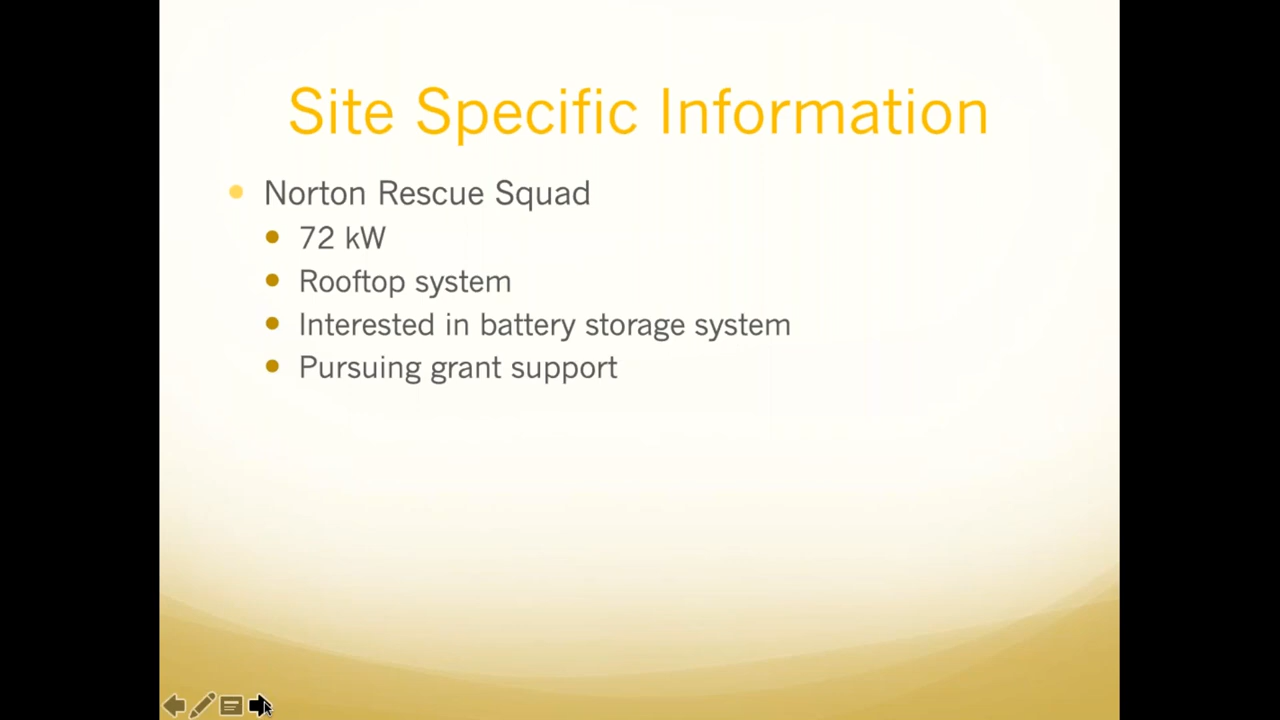 Site Specific Information
Norton Rescue Squad
72 kW
Rooftop system
Interested in battery storage system
Pursuing grant support